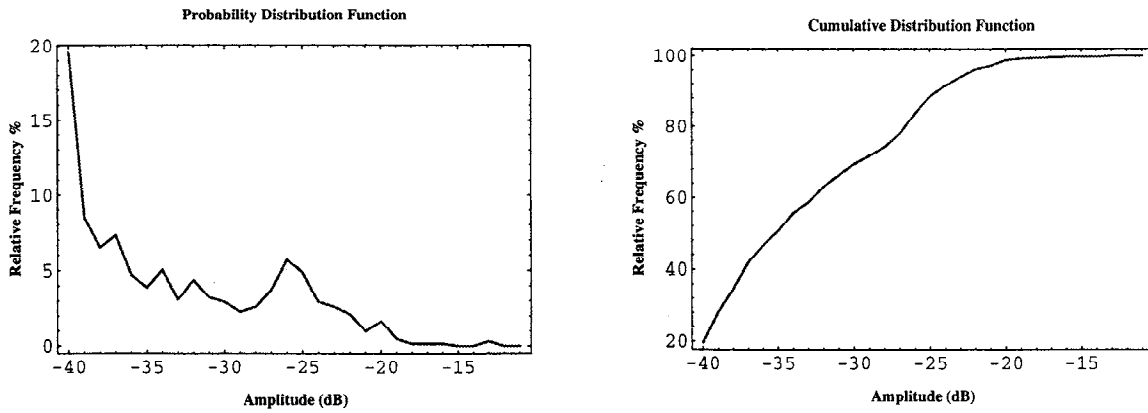 Probability Distribution Function
20
15
10
5
0
Relative Frequency %
-40 -35 -30 -25 -20 -15
Amplitude (dB)
Cumulative Distribution Function
100
80
60
40
20
Relative Frequency %
-40 -35 -30 -25 -20 -15
Amplitude (dB)